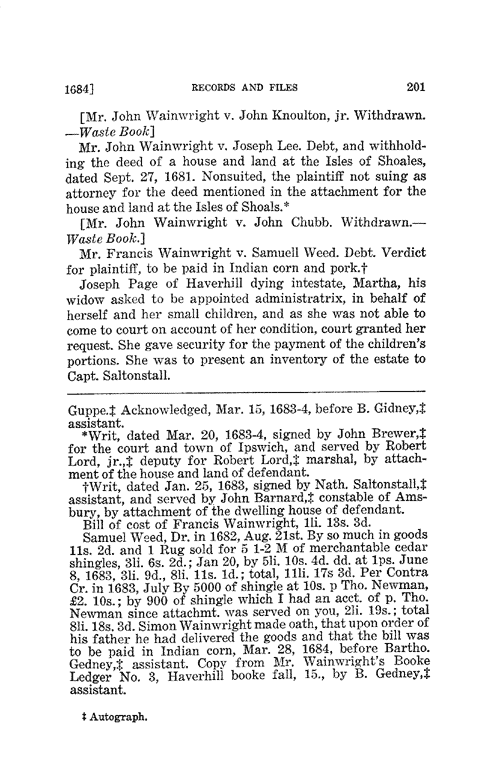 1684] RECORDS AND FILES 201
[Mr. John Wainwright v. John Knoulton, jr. Withdrawn.
—Waste Book]
Mr. John Wainwright v. Joseph Lee. Debt, and withhold-
ing the deed of a house and land at the Isles of Shoales,
dated Sept. 27, 1681. Nonsuited, the plaintiff not suing as
attorney for the deed mentioned in the attachment for the
house and land at the Isles of Shoals.*
[Mr. John Wainwright v. John Chubb. Withdrawn.—
Waste Book.]
Mr. Francis Wainwright v. Samuell Weed. Debt. Verdict
for plaintiff, to be paid in Indian corn and pork.†
Joseph Page of Haverhill dying intestate, Martha, his
widow asked to be appointed administratrix, in behalf of
herself and her small children, and as she was not able to
come to court on account of her condition, court granted her
request. She gave security for the payment of the children's
portions. She was to present an inventory of the estate to
Capt. Saltonstall.
Guppe.‡ Acknowledged, Mar. 15, 1683-4, before B. Gidney,‡
assistant.
*Writ, dated Mar. 20, 1683-4, signed by John Brewer,‡
for the court and town of Ipswich, and served by Robert
Lord, jr.,‡ deputy for Robert Lord,‡ marshal, by attach-
ment of the house and land of defendant.
†Writ, dated Jan. 25, 1683, signed by Nath. Saltonstall,‡
assistant, and served by John Barnard,‡ constable of Ams-
bury, by attachment of the dwelling house of defendant.
Bill of cost of Francis Wainwright, 1li. 13s. 3d.
Samuel Weed, Dr. in 1682, Aug. 21st. By so much in goods
11s. 2d. and 1 Rug sold for 5 1-2 M of merchantable cedar
shingles, 3li. 6s. 2d.; Jan 20, by 5li. 10s. 4d. dd. at 1ps. June
8, 1683, 3li. 9d., 8li. 11s. 1d.; total, 11li. 17s 3d. Per Contra
Cr. in 1683, July By 5000 of shingle at 10s. p Tho. Newman,
£2. 10s.; by 900 of shingle which I had an acct. of p. Tho.
Newman since attachmt. was served on you, 2li. 19s.; total
8li. 18s. 3d. Simon Wainwright made oath, that upon order of
his father he had delivered the goods and that the bill was
to be paid in Indian corn, Mar. 28, 1684, before Bartho.
Gedney,‡ assistant. Copy from Mr. Wainwright's Booke
Ledger No. 3, Haverhill booke fall, 15., by B. Gedney,‡
assistant.
‡ Autograph.